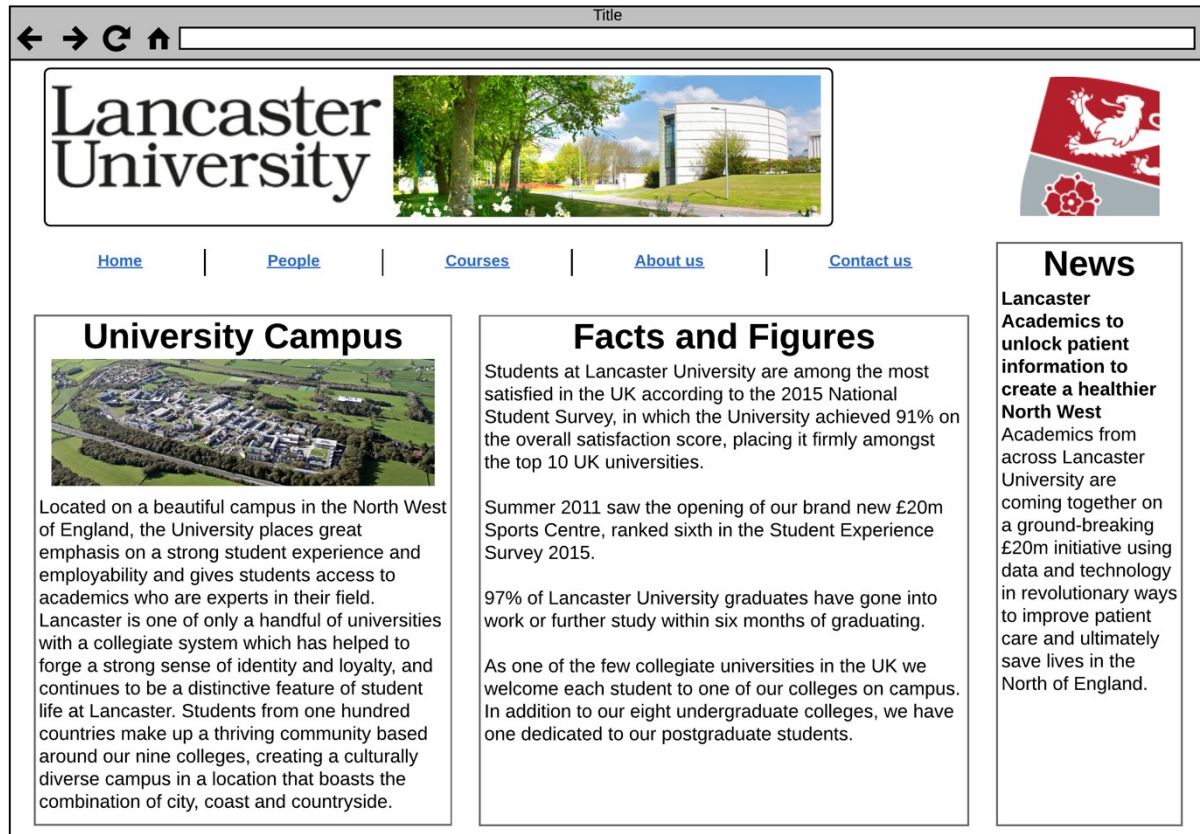 Title
Lancaster
University
Home
People
Courses
About us
Contact us
University Campus
Located on a beautiful campus in the North West
of England, the University places great
emphasis on a strong student experience and
employability and gives students access to
academics who are experts in their field.
Lancaster is one of only a handful of universities
with a collegiate system which has helped to
forge a strong sense of identity and loyalty, and
continues to be a distinctive feature of student
life at Lancaster. Students from one hundred
countries make up a thriving community based
around our nine colleges, creating a culturally
diverse campus in a location that boasts the
combination of city, coast and countryside.
Facts and Figures
Students at Lancaster University are among the most
satisfied in the UK according to the 2015 National
Student Survey, in which the University achieved 91% on
the overall satisfaction score, placing it firmly amongst
the top 10 UK universities.
Summer 2011 saw the opening of our brand new £20m
Sports Centre, ranked sixth in the Student Experience
Survey 2015.
97% of Lancaster University graduates have gone into
work or further study within six months of graduating.
As one of the few collegiate universities in the UK we
welcome each student to one of our colleges on campus.
In addition to our eight undergraduate colleges, we have
one dedicated to our postgraduate students.
News
Lancaster
Academics to
unlock patient
information to
create a healthier
North West
Academics from
across Lancaster
University are
coming together on
a ground-breaking
£20m initiative using
data and technology
in revolutionary ways
to improve patient
care and ultimately
save lives in the
North of England.